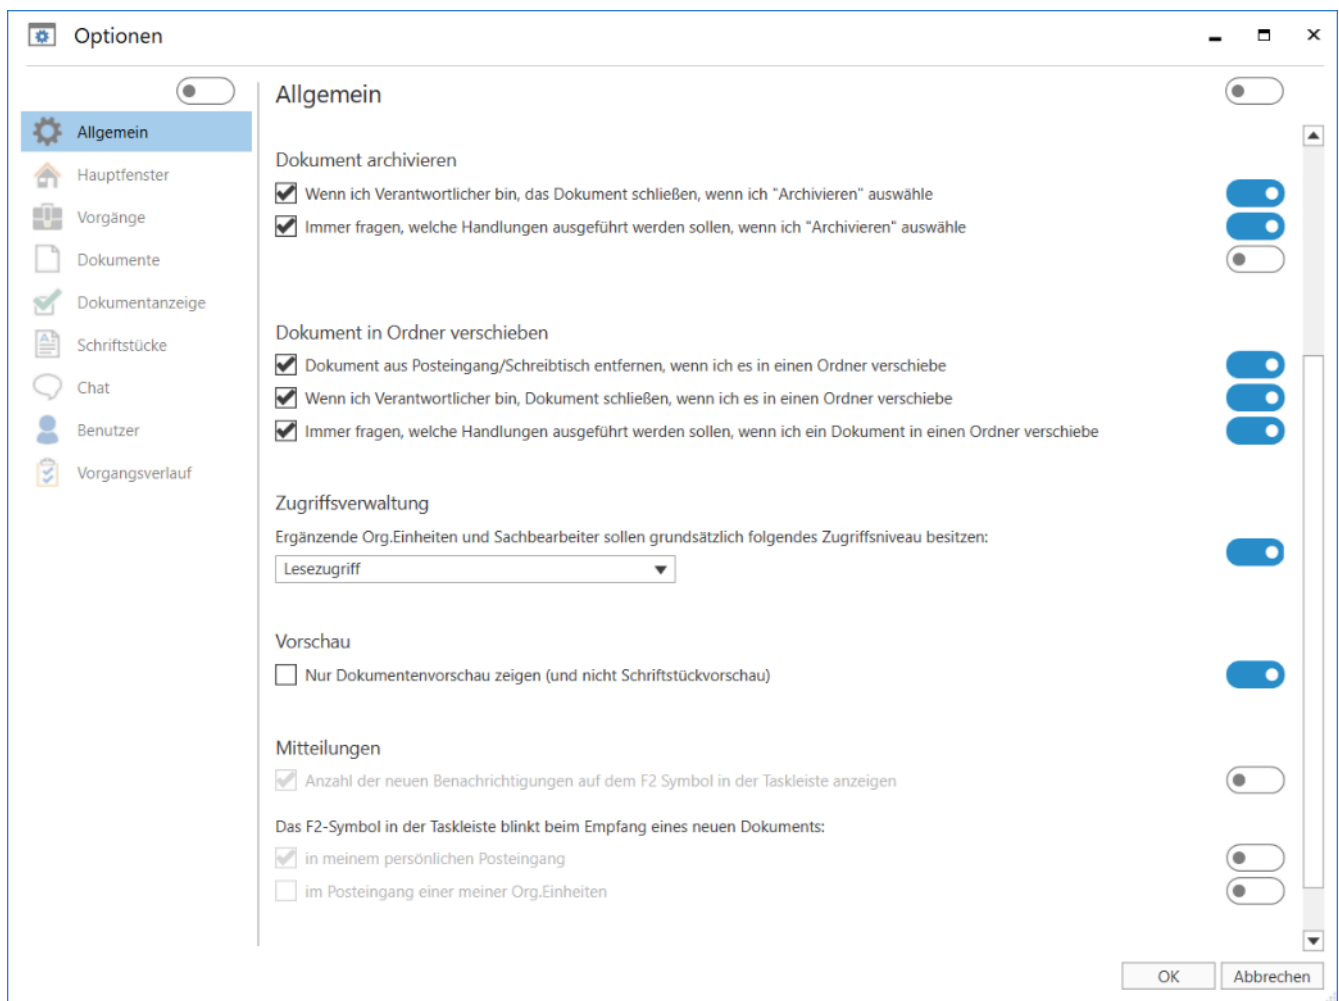 Optionen
Allgemein
Hauptfenster
Vorgänge
Dokumente
Dokumentanzeige
Schriftstücke
Chat
Benutzer
Vorgangsverlauf
Allgemein
Dokument archivieren
Wenn ich Verantwortlicher bin, das Dokument schließen, wenn ich "Archivieren" auswähle
Immer fragen, welche Handlungen ausgeführt werden sollen, wenn ich "Archivieren" auswähle
Dokument in Ordner verschieben
Dokument aus Posteingang/Schreibtisch entfernen, wenn ich es in einen Ordner verschiebe
Wenn ich Verantwortlicher bin, Dokument schließen, wenn ich es in einen Ordner verschiebe
Immer fragen, welche Handlungen ausgeführt werden sollen, wenn ich ein Dokument in einen Ordner verschiebe
Zugriffsverwaltung
Ergänzende Org.Einheiten und Sachbearbeiter sollen grundsätzlich folgendes Zugriffsniveau besitzen:
Lesezugriff
Vorschau
Nur Dokumentenvorschau zeigen (und nicht Schriftstückvorschau)
Mitteilungen
Anzahl der neuen Benachrichtigungen auf dem F2 Symbol in der Taskleiste anzeigen
Das F2-Symbol in der Taskleiste blinkt beim Empfang eines neuen Dokuments:
in meinem persönlichen Posteingang
im Posteingang einer meiner Org.Einheiten
OK
Abbrechen